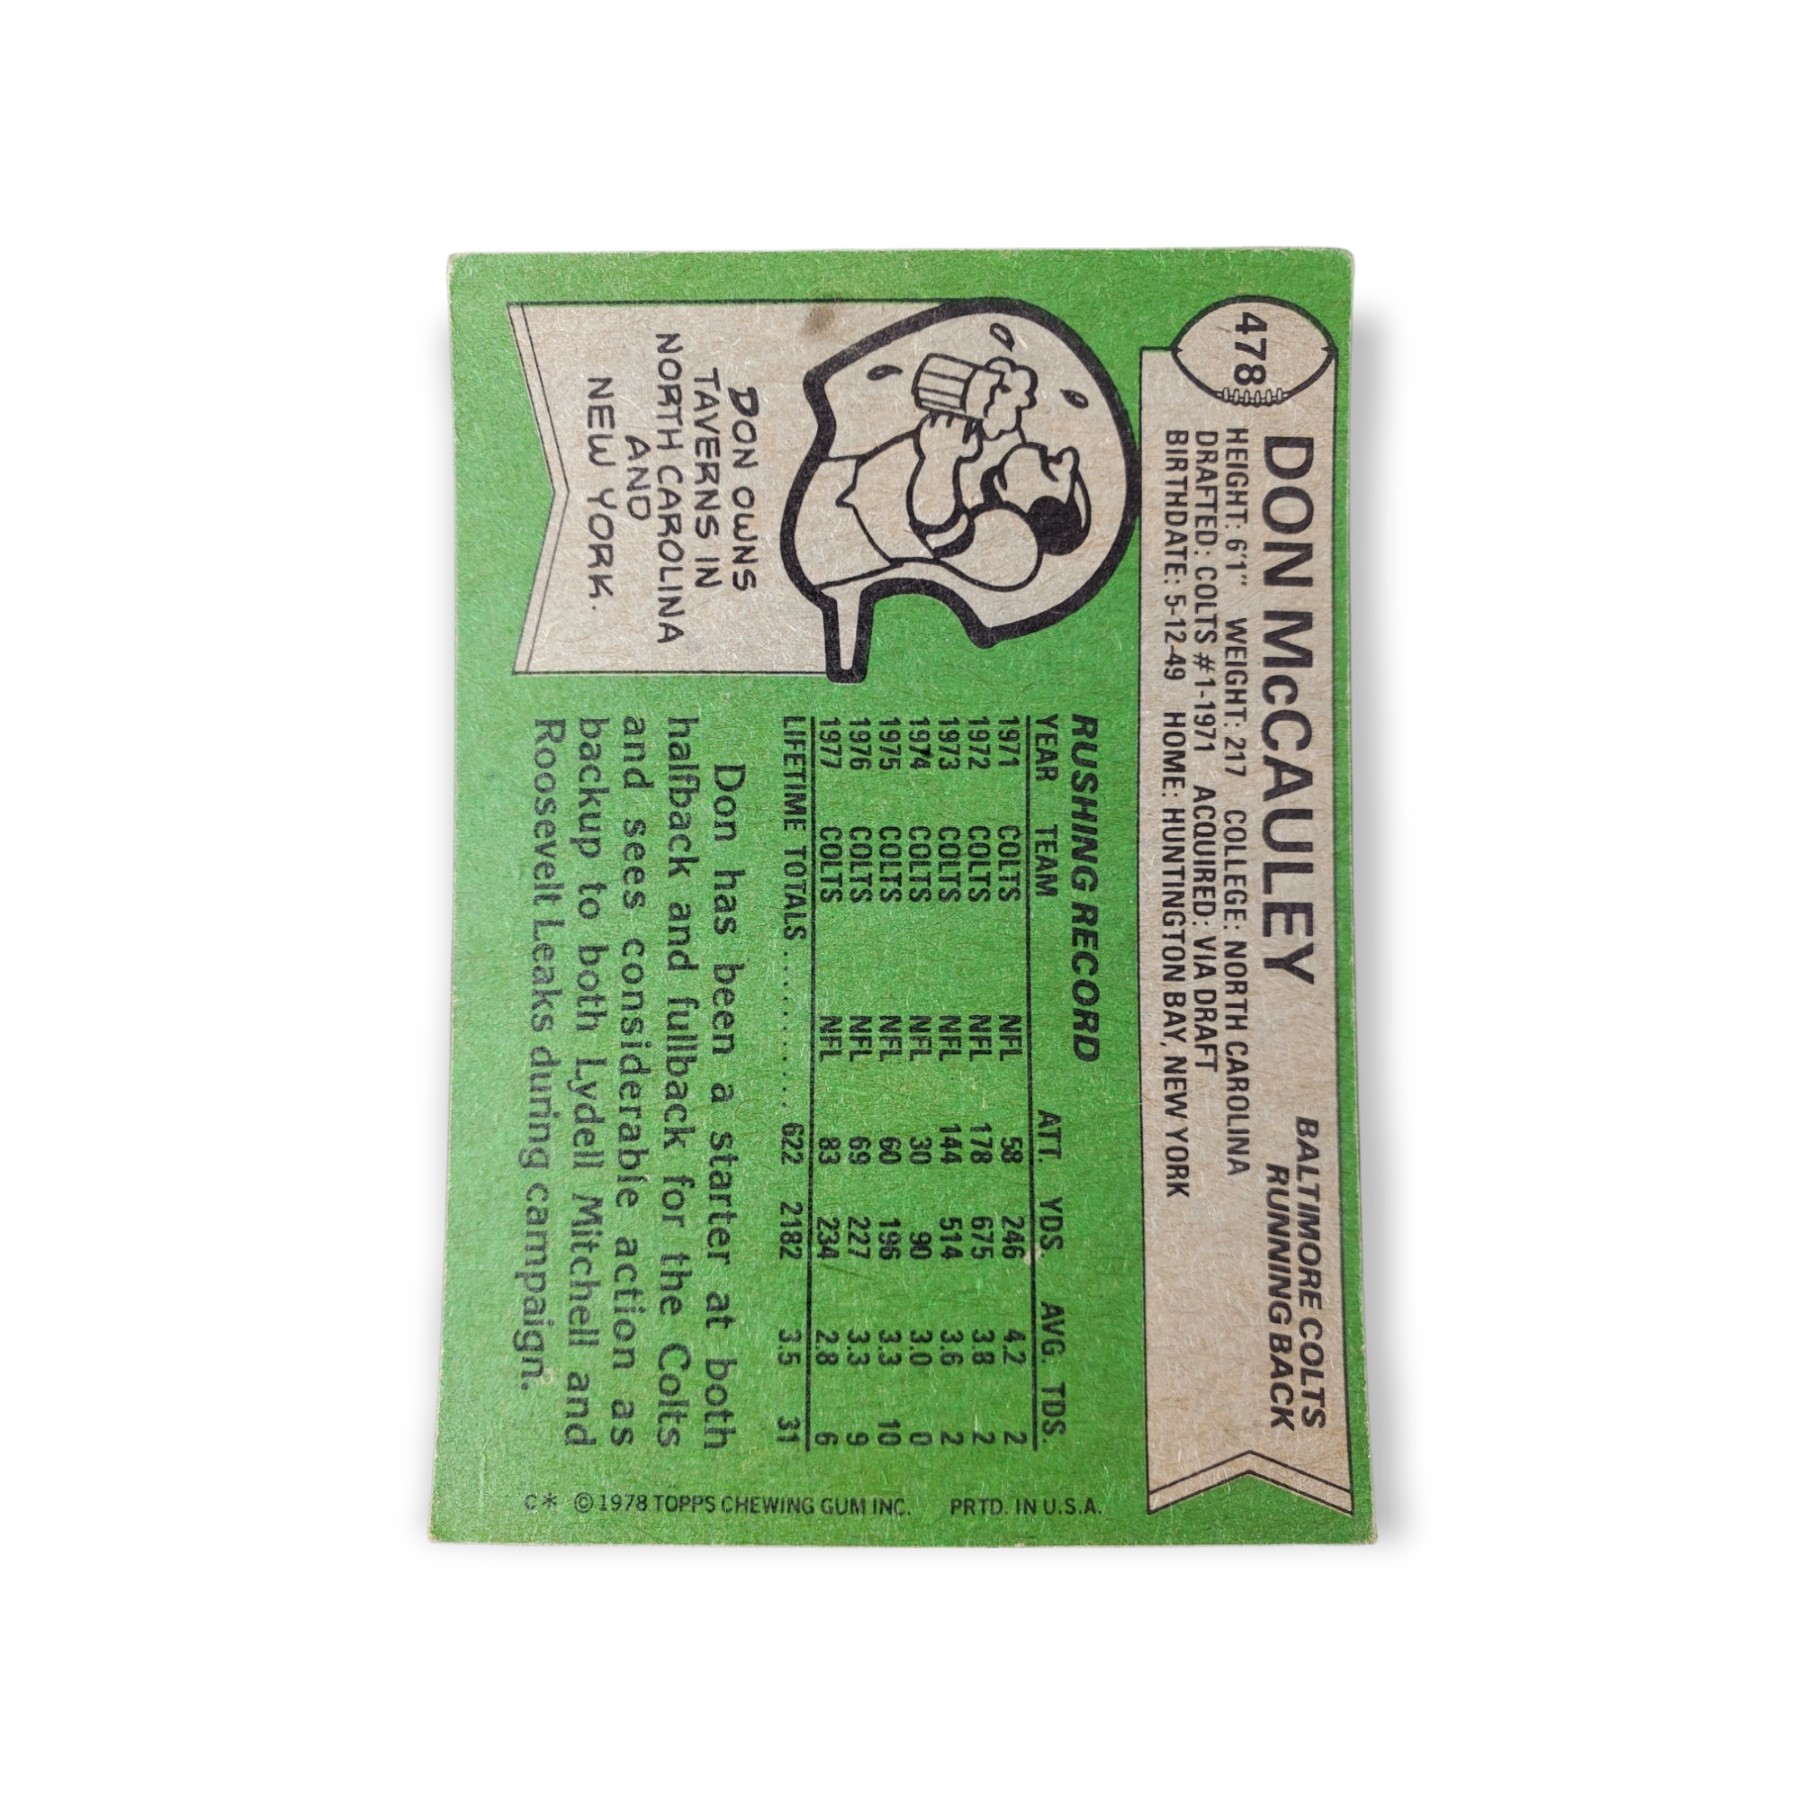 478
DON McCAULEY
BALTIMORE COLTS
RUNNING BACK
HEIGHT: 6'1" WEIGHT: 217 COLLEGE: NORTH CAROLINA
DRAFTED: COLTS #1-1971 ACQUIRED: VIA DRAFT
BIRTHDATE: 5-12-49 HOME: HUNTINGTON BAY, NEW YORK
DON OWNS
TAVERNS IN
NORTH CAROLINA
AND
NEW YORK.
RUSHING RECORD
YEAR TEAM ATT. YDS. AVG. TDS.
1971 COLTS NFL 58 246 4.2 2
1972 COLTS NFL 178 675 3.8 2
1973 COLTS NFL 144 514 3.6 2
1974 COLTS NFL 30 90 3.0 0
1975 COLTS NFL 60 196 3.3 10
1976 COLTS NFL 69 227 3.3 9
1977 COLTS NFL 83 234 2.8 6
LIFETIME TOTALS............ 622 2182 3.5 31
Don has been a starter at both
halfback and fullback for the Colts
and sees considerable action as
backup to both Lydell Mitchell and
Roosevelt Leaks during campaign.
C* © 1978 TOPPS CHEWING GUM INC. PRTD. IN U.S.A.